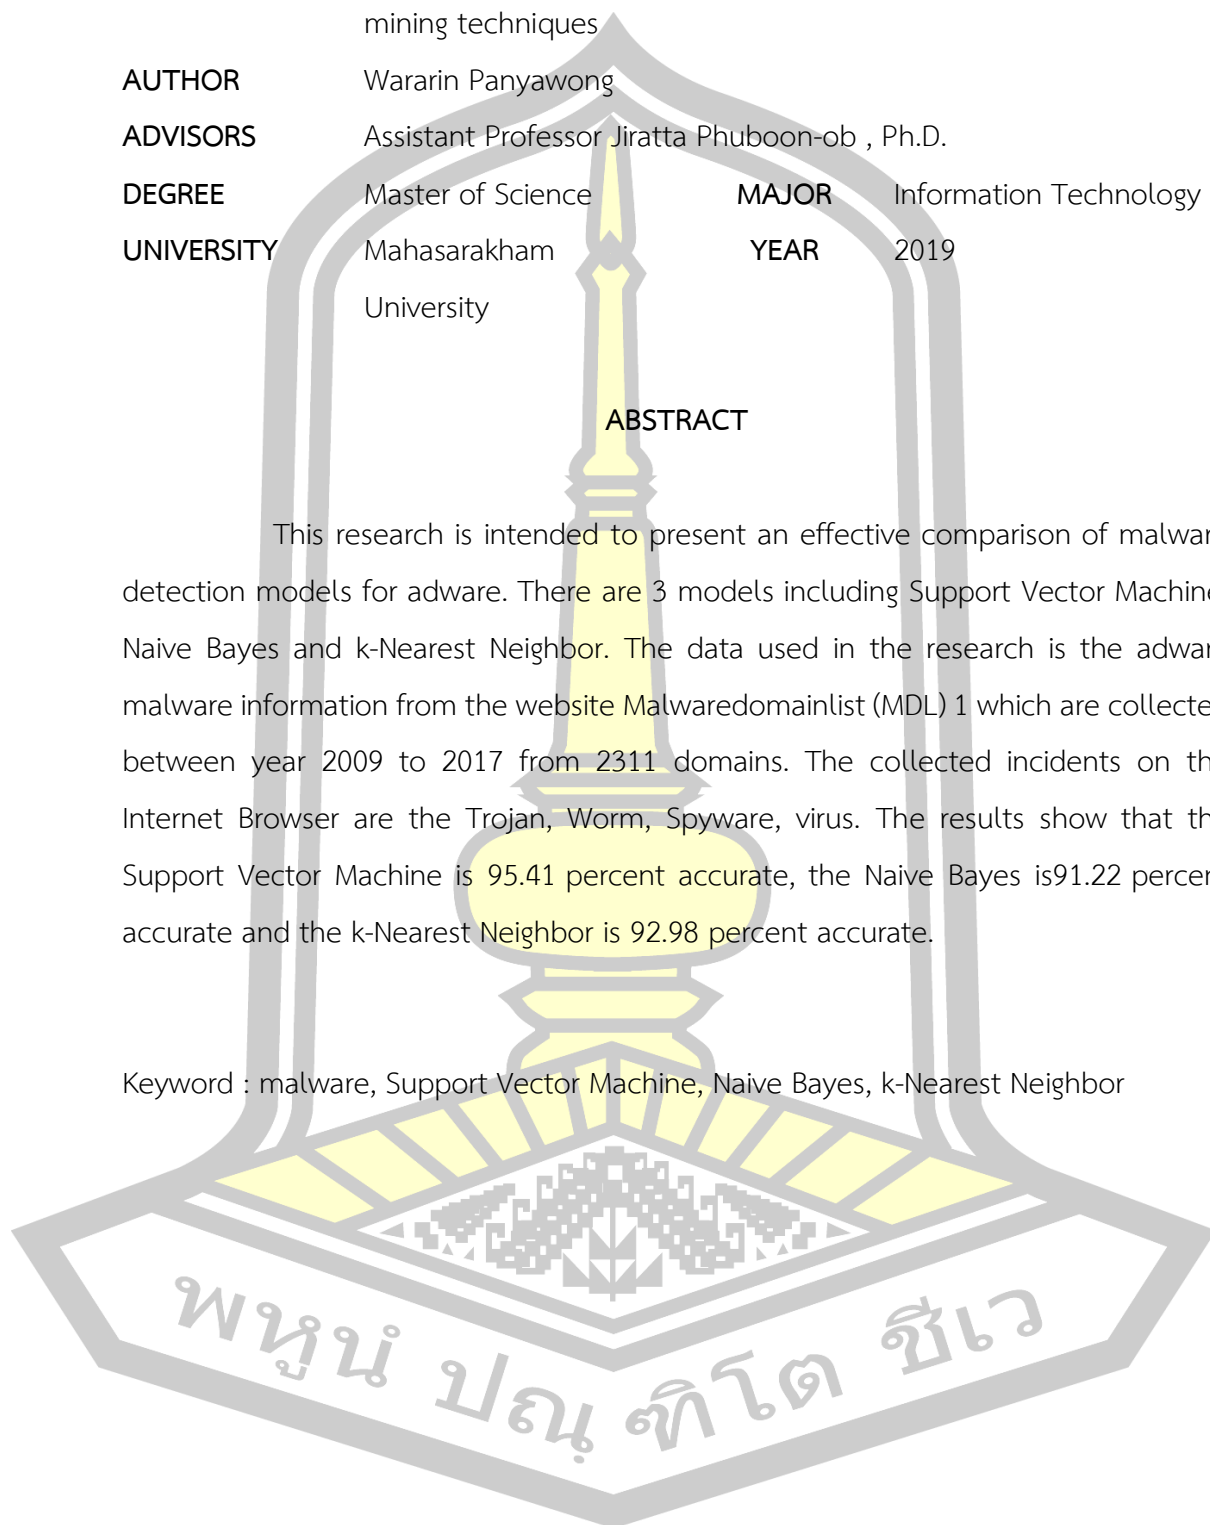 mining techniques
AUTHOR Wararin Panyawong
ADVISORS Assistant Professor Jiratta Phuboon-ob , Ph.D.
DEGREE Master of Science MAJOR Information Technology
UNIVERSITY Mahasarakham YEAR 2019
University
ABSTRACT
This research is intended to present an effective comparison of malwar
detection models for adware. There are 3 models including Support Vector Machine
Naive Bayes and k-Nearest Neighbor. The data used in the research is the adwar
malware information from the website Malwaredomainlist (MDL) 1 which are collecte
between year 2009 to 2017 from 2311 domains. The collected incidents on th
Internet Browser are the Trojan, Worm, Spyware, virus. The results show that th
Support Vector Machine is 95.41 percent accurate, the Naive Bayes is91.22 percen
accurate and the k-Nearest Neighbor is 92.98 percent accurate.
Keyword : malware, Support Vector Machine, Naive Bayes, k-Nearest Neighbor
พหูนํ ปณฺฑิโต ชีเว